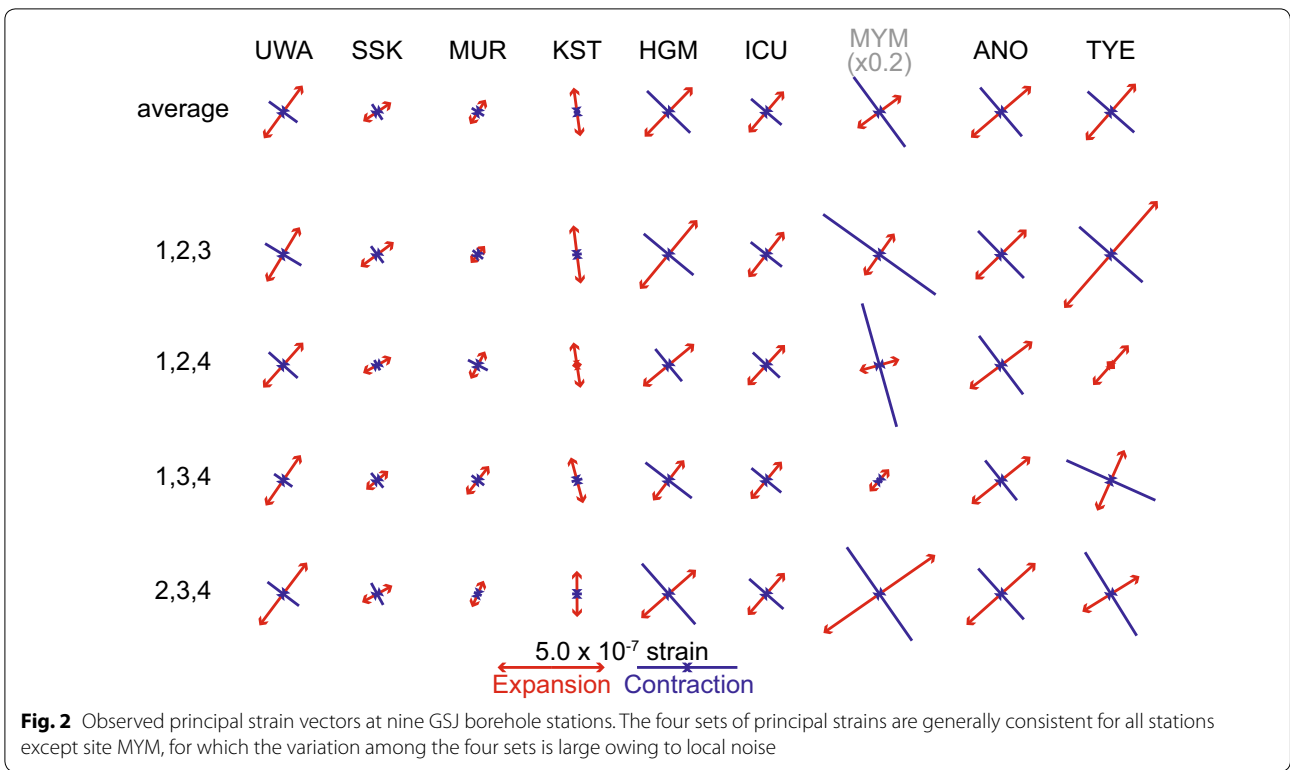 UWA SSK MUR KST HGM ICU MYM (x0.2) ANO TYE
average
1,2,3
1,2,4
1,3,4
2,3,4
5.0 x 10⁻⁷ strain
Expansion Contraction
Fig. 2 Observed principal strain vectors at nine GSJ borehole stations. The four sets of principal strains are generally consistent for all stations
except site MYM, for which the variation among the four sets is large owing to local noise